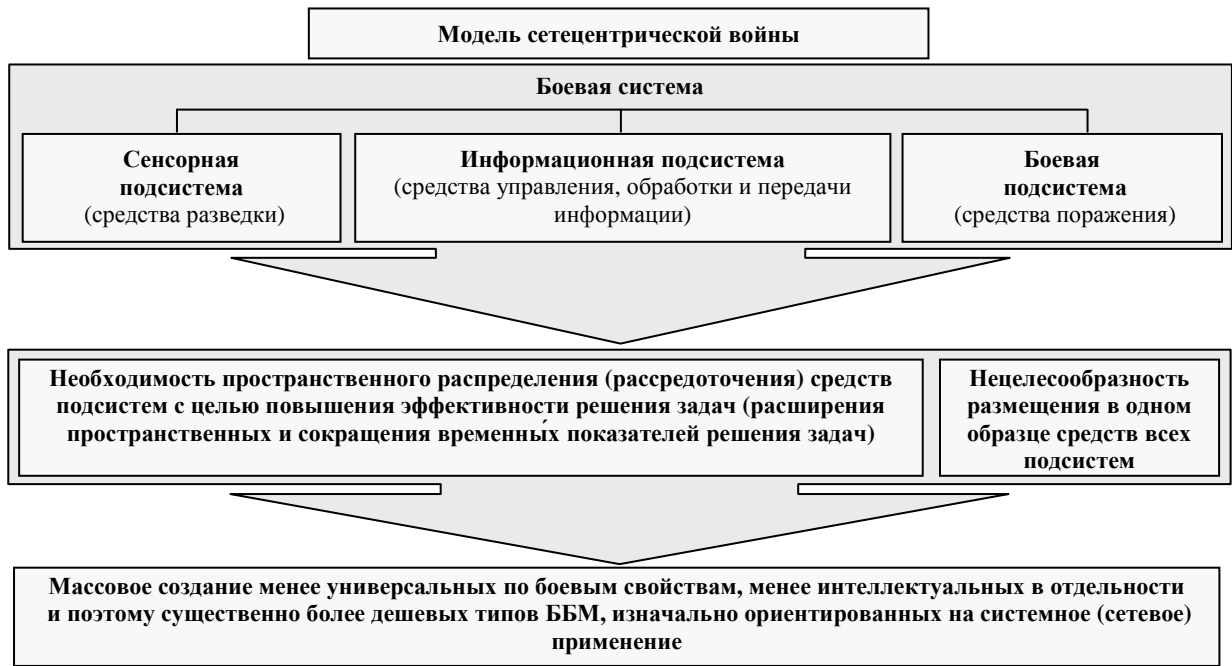 Модель сетецентрической войны
Боевая система
Сенсорная
подсистема
(средства разведки)
Информационная подсистема
(средства управления, обработки и передачи
информации)
Боевая
подсистема
(средства поражения)
Необходимость пространственного распределения (рассредоточения) средств
подсистем с целью повышения эффективности решения задач (расширения
пространственных и сокращения временны́х показателей решения задач)
Нецелесообразность
размещения в одном
образце средств всех
подсистем
Массовое создание менее универсальных по боевым свойствам, менее интеллектуальных в отдельности
и поэтому существенно более дешевых типов ББМ, изначально ориентированных на системное (сетевое)
применение